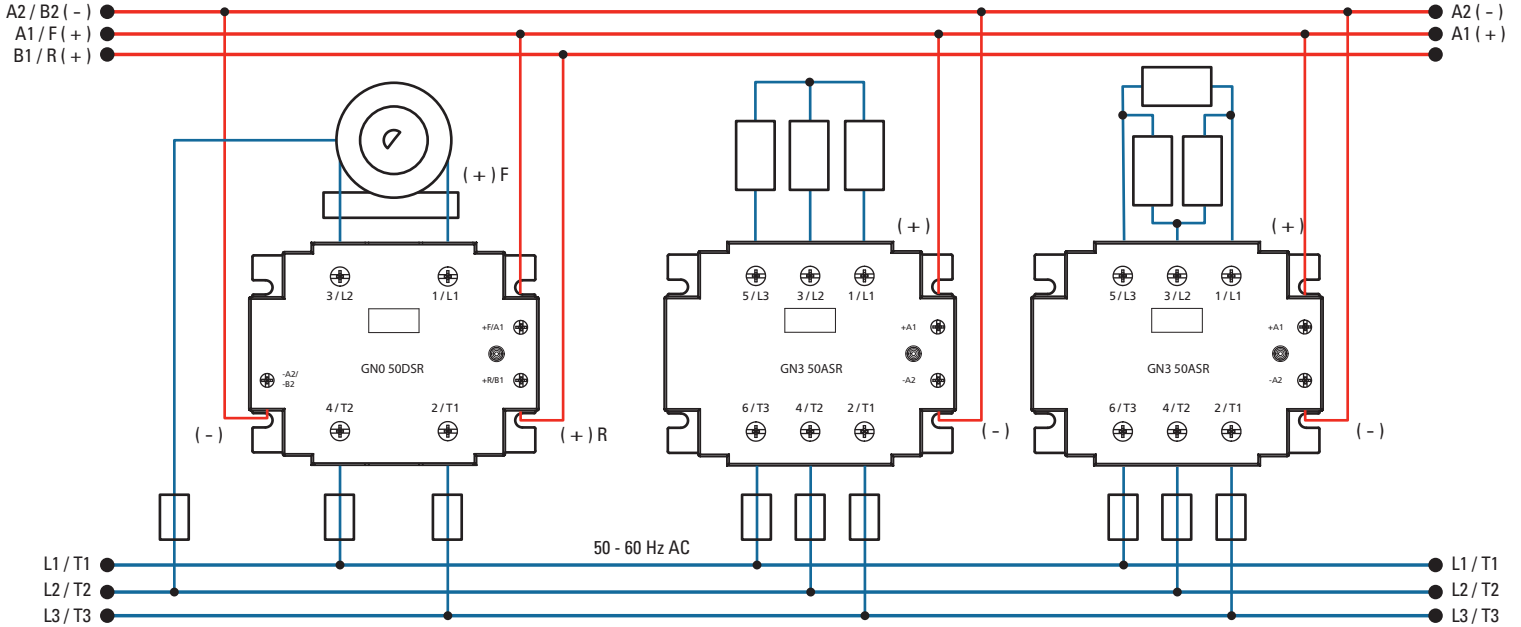 A2 / B2 ( - )
A2 ( - )
A1 / F ( + )
A1 ( + )
B1 / R ( + )
( + ) F
( + )
( + )
3 / L2
1 / L1
5 / L3
3 / L2
1 / L1
5 / L3
3 / L2
1 / L1
+F/A1
+A1
+A1
GN0 50DSR
GN3 50ASR
GN3 50ASR
-A2/
-B2
+R/B1
-A2
-A2
4 / T2
2 / T1
6 / T3
4 / T2
2 / T1
6 / T3
4 / T2
2 / T1
( - )
( + ) R
( - )
( - )
50 - 60 Hz AC
L1 / T1
L1 / T1
L2 / T2
L2 / T2
L3 / T3
L3 / T3